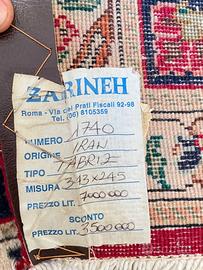 ZARINEH
Roma - Via dei Prati Fiscali 92-98
Tel. (06) 8105359
NUMERO 1740
ORIGINE IRAN
TIPO TABRIZ
MISURA 343x245
PREZZO LIT. 7000000
SCONTO
PREZZO LIT. 3500000